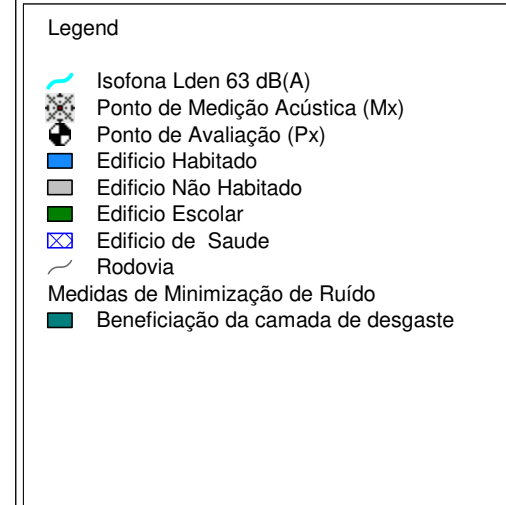 Legend
Isofona Lden 63 dB(A)
Ponto de Medição Acústica (Mx)
Ponto de Avaliação (Px)
Edificio Habitado
Edificio Não Habitado
Edificio Escolar
Edificio de Saude
Rodovia
Medidas de Minimização de Ruído
Beneficiação da camada de desgaste